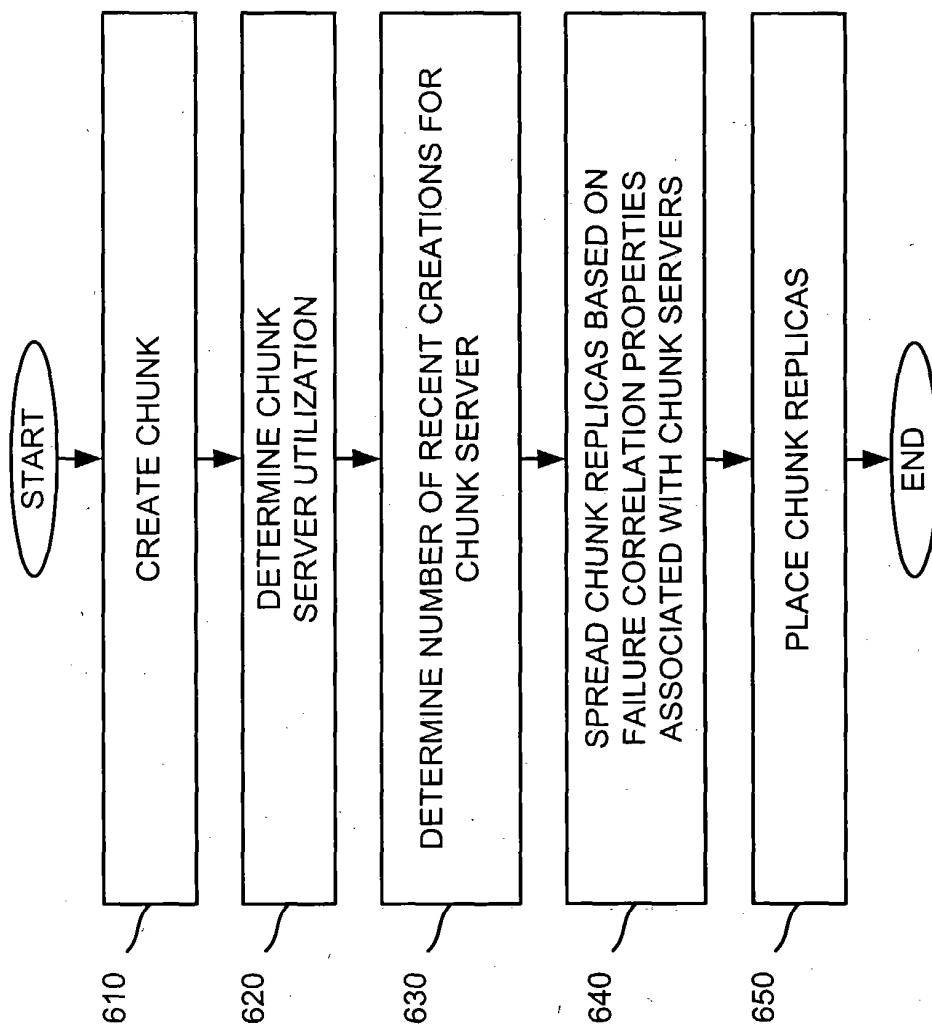 START
610
CREATE CHUNK
620
DETERMINE CHUNK
SERVER UTILIZATION
630
DETERMINE NUMBER OF RECENT CREATIONS FOR
CHUNK SERVER
640
SPREAD CHUNK REPLICAS BASED ON
FAILURE CORRELATION PROPERTIES
ASSOCIATED WITH CHUNK SERVERS
650
PLACE CHUNK REPLICAS
END